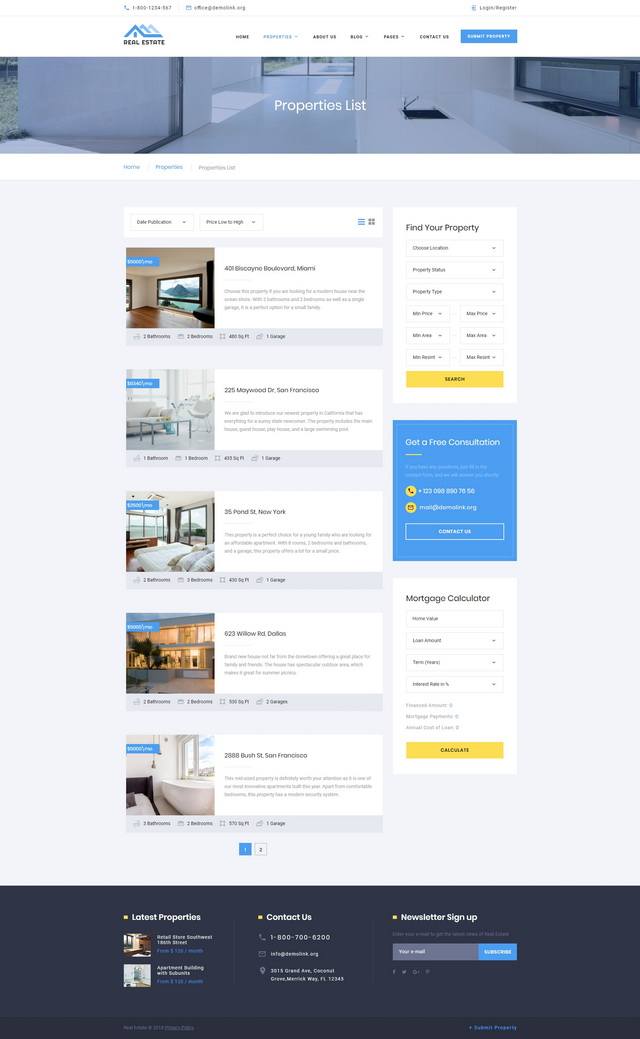 1-800-1234-567
office@demolink.org
Login/Register
REAL ESTATE
HOME
PROPERTIES
ABOUT US
BLOG
PAGES
CONTACT US
SUBMIT PROPERTY
Properties List
Home
Properties
Properties List
Date Publication
Price Low to High
401 Biscayne Boulevard, Miami
Choose this property if you are looking for a modern house near the
ocean shore. With 2 bathrooms and 2 bedrooms as well as a single
garage, it is a perfect option for a small family.
2 Bathrooms
2 Bedrooms
480 Sq Ft
1 Garage
225 Maywood Dr, San Francisco
We are glad to introduce our newest property in California that has
everything for a sunny state newcomer. The property includes the main
house, guest house, play house, and a large swimming pool.
1 Bathroom
1 Bedroom
435 Sq Ft
1 Garage
35 Pond St, New York
This property is a perfect choice for a young family who are looking for
an affordable apartment. With 8 rooms, 2 bedrooms and bathrooms,
and a garage, this property offers a lot for a small price.
2 Bathrooms
3 Bedrooms
430 Sq Ft
1 Garage
623 Willow Rd, Dallas
Brand new house not far from the downtown offering a great place for
family and friends. The house has spectacular outdoor area, which
makes it great for summer picnics.
2 Bathrooms
2 Bedrooms
500 Sq Ft
2 Garages
2888 Bush St, San Francisco
This mid-sized property is definitely worth your attention as it is one of
our most innovative apartments built this year. Apart from comfortable
bedrooms, this property has a modern security system.
3 Bathrooms
2 Bedrooms
570 Sq Ft
1 Garage
1
2
Find Your Property
Choose Location
Property Status
Property Type
Min Price
Max Price
Min Area
Max Area
Min Resint
Max Resint
SEARCH
Get a Free Consultation
If you have any questions, just fill in the
contact form, and we will answer you shortly.
+ 123 098 890 76 56
mail@demolink.org
CONTACT US
Mortgage Calculator
Home Value
Loan Amount
Term (Years)
Interest Rate in %
Financed Amount: 0
Mortgage Payments: 0
Annual Cost of Loan: 0
CALCULATE
Latest Properties
Retail Store Southwest
186th Street
From $ 120 / month
Apartment Building
with Subunits
From $ 120 / month
Contact Us
1-800-700-6200
info@demolink.org
3015 Grand Ave, Coconut
Grove,Merrick Way, FL 12345
Newsletter Sign up
Enter your e-mail to get the latest news of Real Estate
Your e-mail
SUBSCRIBE
Real Estate © 2018 Privacy Policy
+ Submit Property